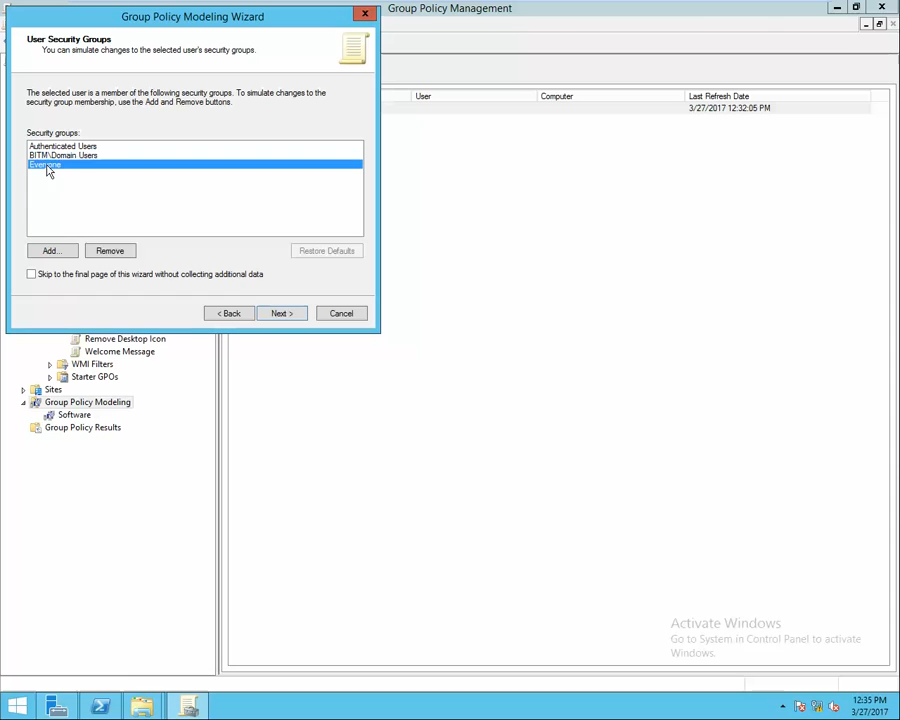 Group Policy Modeling Wizard
Group Policy Management
User Security Groups
You can simulate changes to the selected user's security groups.
The selected user is a member of the following security groups. To simulate changes to the
security group membership, use the Add and Remove buttons.
Security groups:
Authenticated Users
BITM\Domain Users
Everyone
Add...
Remove
Restore Defaults
Skip to the final page of this wizard without collecting additional data
< Back
Next >
Cancel
User
Computer
Last Refresh Date
3/27/2017 12:32:05 PM
Remove Desktop Icon
Welcome Message
WMI Filters
Starter GPOs
Sites
Group Policy Modeling
Software
Group Policy Results
Activate Windows
Go to System in Control Panel to activate
Windows.
12:35 PM
3/27/2017